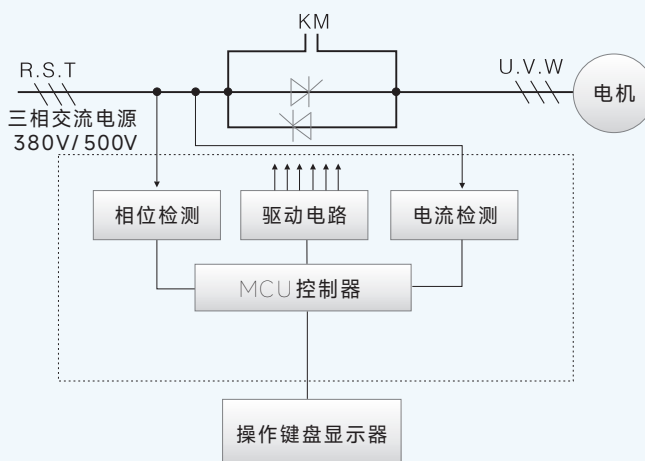 KM
R.S.T
U.V.W
三相交流电源
380V/500V
电机
相位检测
驱动电路
电流检测
MCU控制器
操作键盘显示器